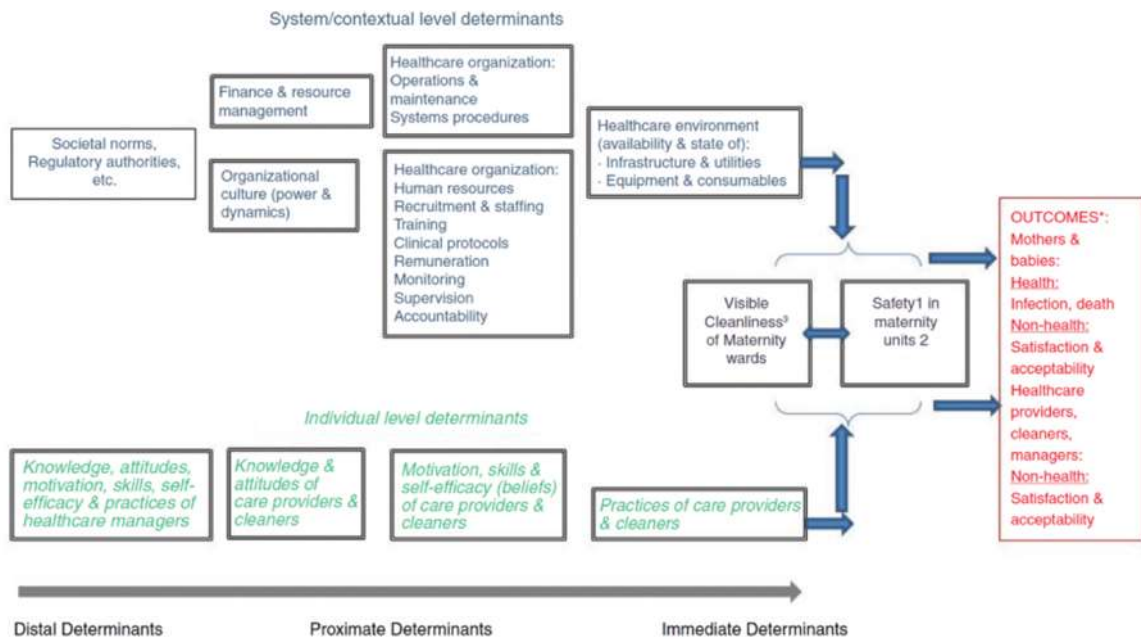 System/contextual level determinants
Societal norms,
Regulatory authorities,
etc.
Finance & resource
management
Organizational
culture (power &
dynamics)
Healthcare organization:
Operations &
maintenance
Systems procedures
Healthcare organization:
Human resources
Recruitment & staffing
Training
Clinical protocols
Remuneration
Monitoring
Supervision
Accountability
Healthcare environment
(availability & state of):
- Infrastructure & utilities
- Equipment & consumables
Visible
Cleanliness³
of Maternity
wards
Safety1 in
maternity
units 2
OUTCOMES*:
Mothers &
babies:
Health:
Infection, death
Non-health:
Satisfaction &
acceptability
Healthcare
providers,
cleaners,
managers:
Non-health:
Satisfaction &
acceptability
Individual level determinants
Knowledge, attitudes,
motivation, skills, self-
efficacy & practices of
healthcare managers
Knowledge &
attitudes of
care providers &
cleaners
Motivation, skills &
self-efficacy (beliefs)
of care providers &
cleaners
Practices of care providers
& cleaners
Distal Determinants
Proximate Determinants
Immediate Determinants